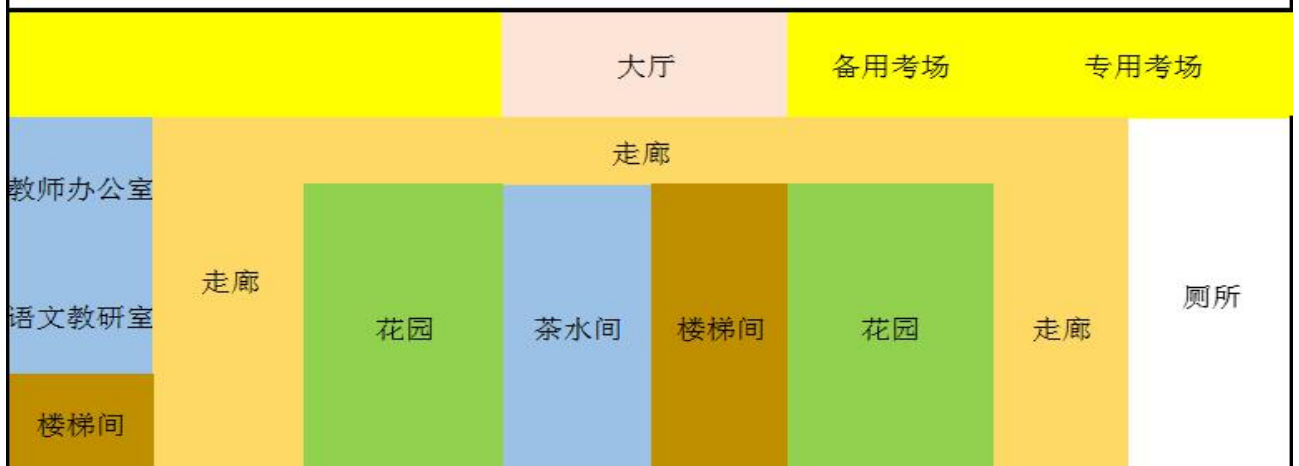 大厅
备用考场
专用考场
走廊
教师办公室
走廊
语文教研室
花园
茶水间
楼梯间
花园
走廊
厕所
楼梯间